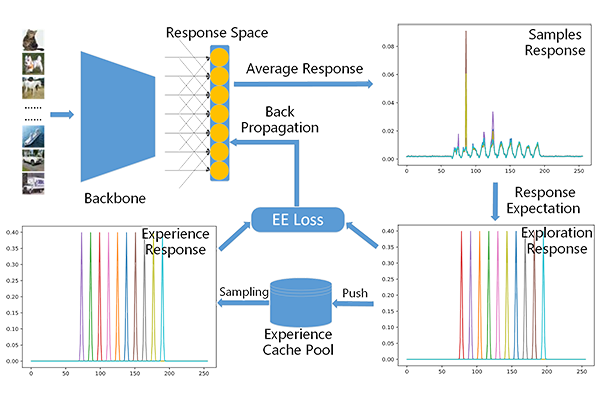 Response Space
Average Response
Back
Propagation
Backbone
......
......
Samples
Response
0.08
0.06
0.04
0.02
0.00
0
50
100
150
200
250
Response
Expectation
EE Loss
Experience
Response
0.40
0.35
0.30
0.25
0.20
0.15
0.10
0.05
0.00
0
50
100
150
200
250
Sampling
Push
Experience
Cache Pool
Exploration
Response
0.40
0.35
0.30
0.25
0.20
0.15
0.10
0.05
0.00
0
50
100
150
200
250